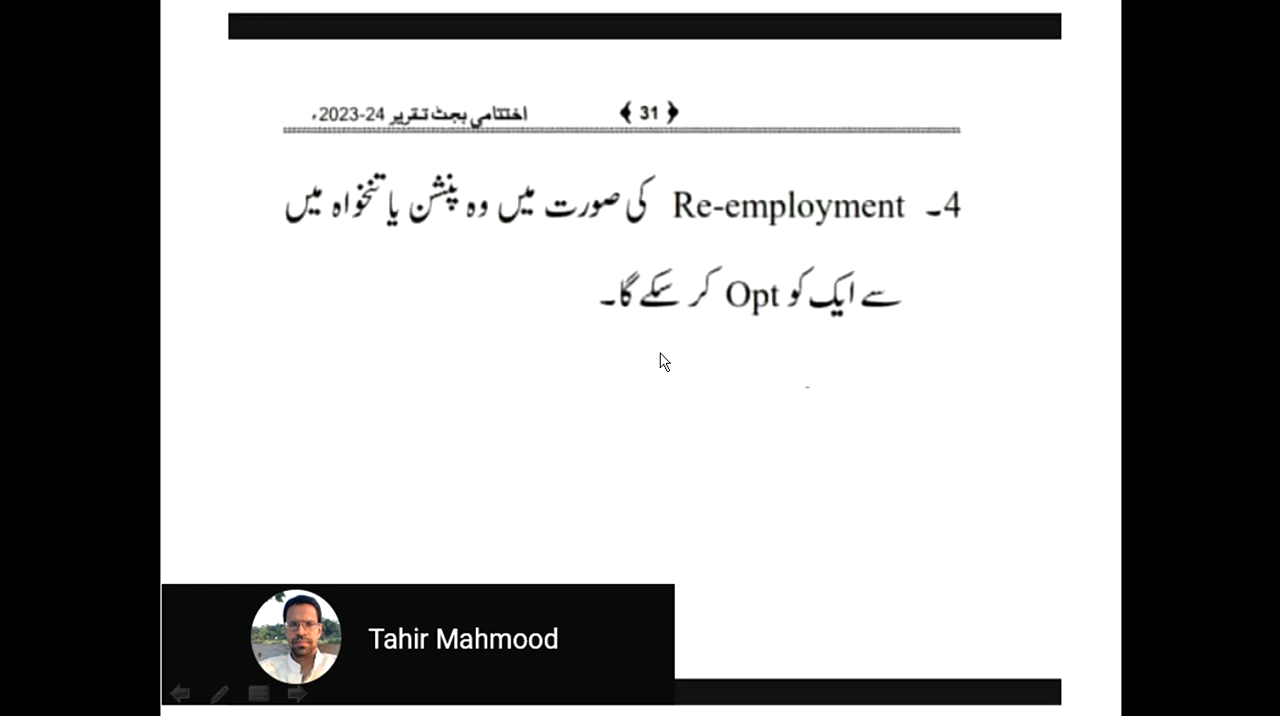 اختتامی بجٹ تقریر 24-2023ء ﴿31﴾
4۔ Re-employment کی صورت میں وہ پنشن یا تنخواہ میں
سے ایک کو Opt کر سکے گا۔
Tahir Mahmood